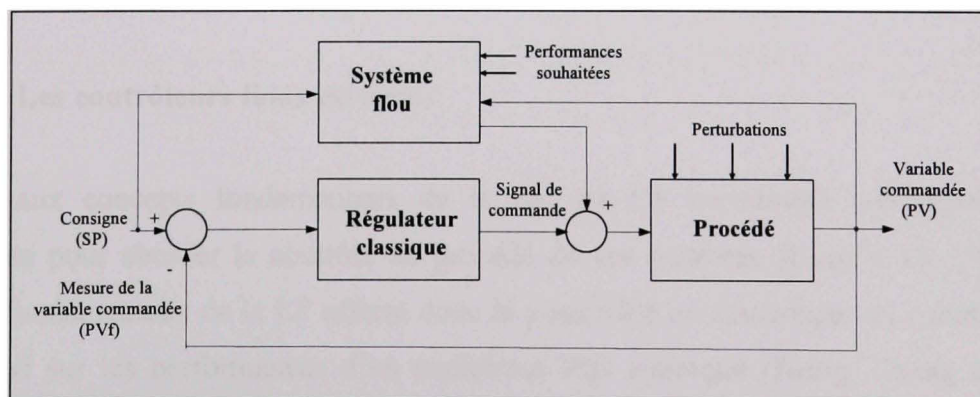 Performances
souhaitées
Système
flou
Perturbations
Consigne
(SP)
+
Régulateur
classique
Signal de
commande
+
Procédé
Variable
commandée
(PV)
-
Mesure de la
variable commandée
(PVf)